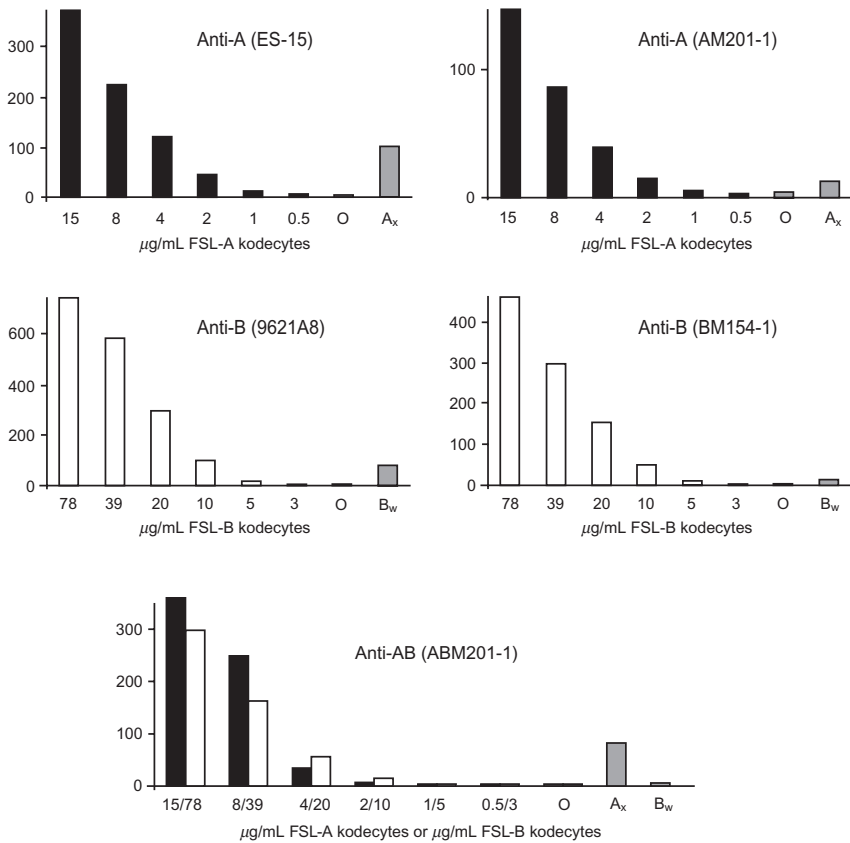 Anti-A (ES-15)
300
200
100
0
15 8 4 2 1 0.5 O Aₓ
μg/mL FSL-A kodecytes
Anti-A (AM201-1)
100
0
15 8 4 2 1 0.5 O Aₓ
μg/mL FSL-A kodecytes
Anti-B (9621A8)
600
400
200
0
78 39 20 10 5 3 O Bw
μg/mL FSL-B kodecytes
Anti-B (BM154-1)
400
300
200
100
0
78 39 20 10 5 3 O Bw
μg/mL FSL-B kodecytes
Anti-AB (ABM201-1)
300
200
100
0
15/78 8/39 4/20 2/10 1/5 0.5/3 O Aₓ Bw
μg/mL FSL-A kodecytes or μg/mL FSL-B kodecytes